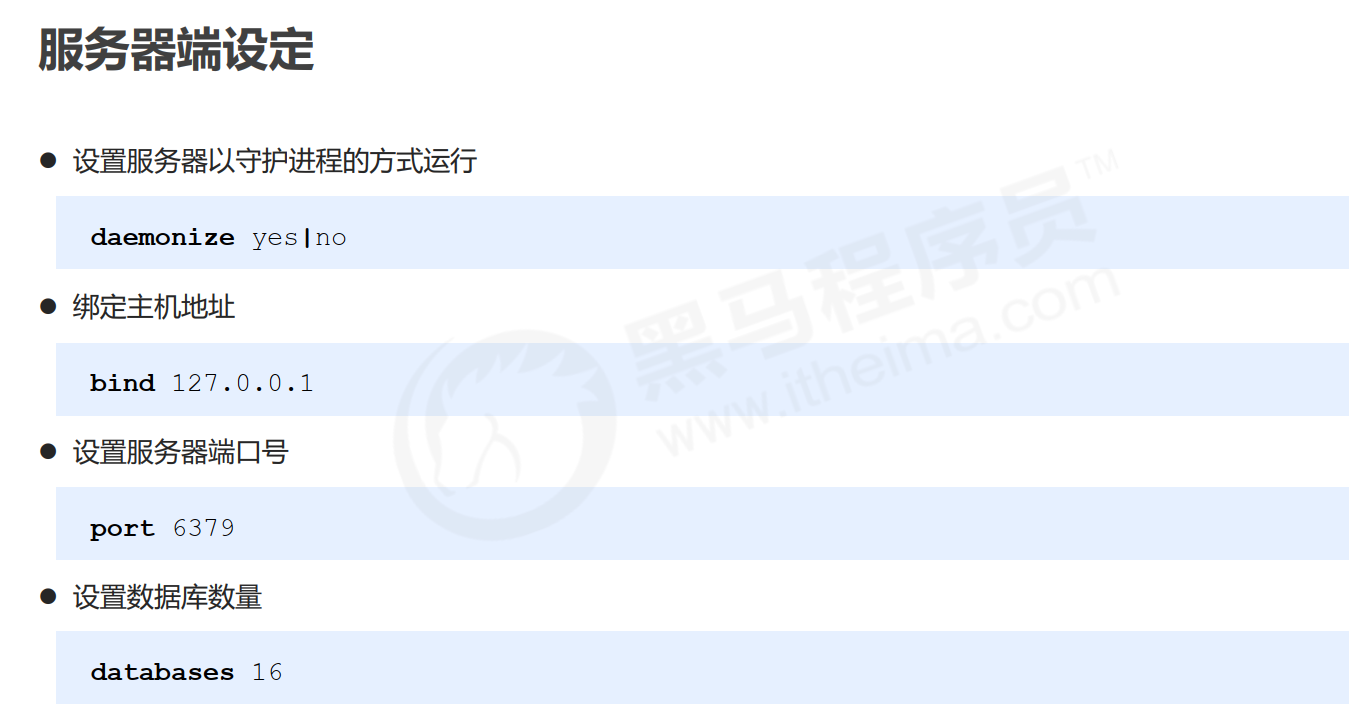 服务器端设定
● 设置服务器以守护进程的方式运行
daemonize yes|no
● 绑定主机地址
bind 127.0.0.1
● 设置服务器端口号
port 6379
● 设置数据库数量
databases 16
黑马程序员™
www.itheima.com